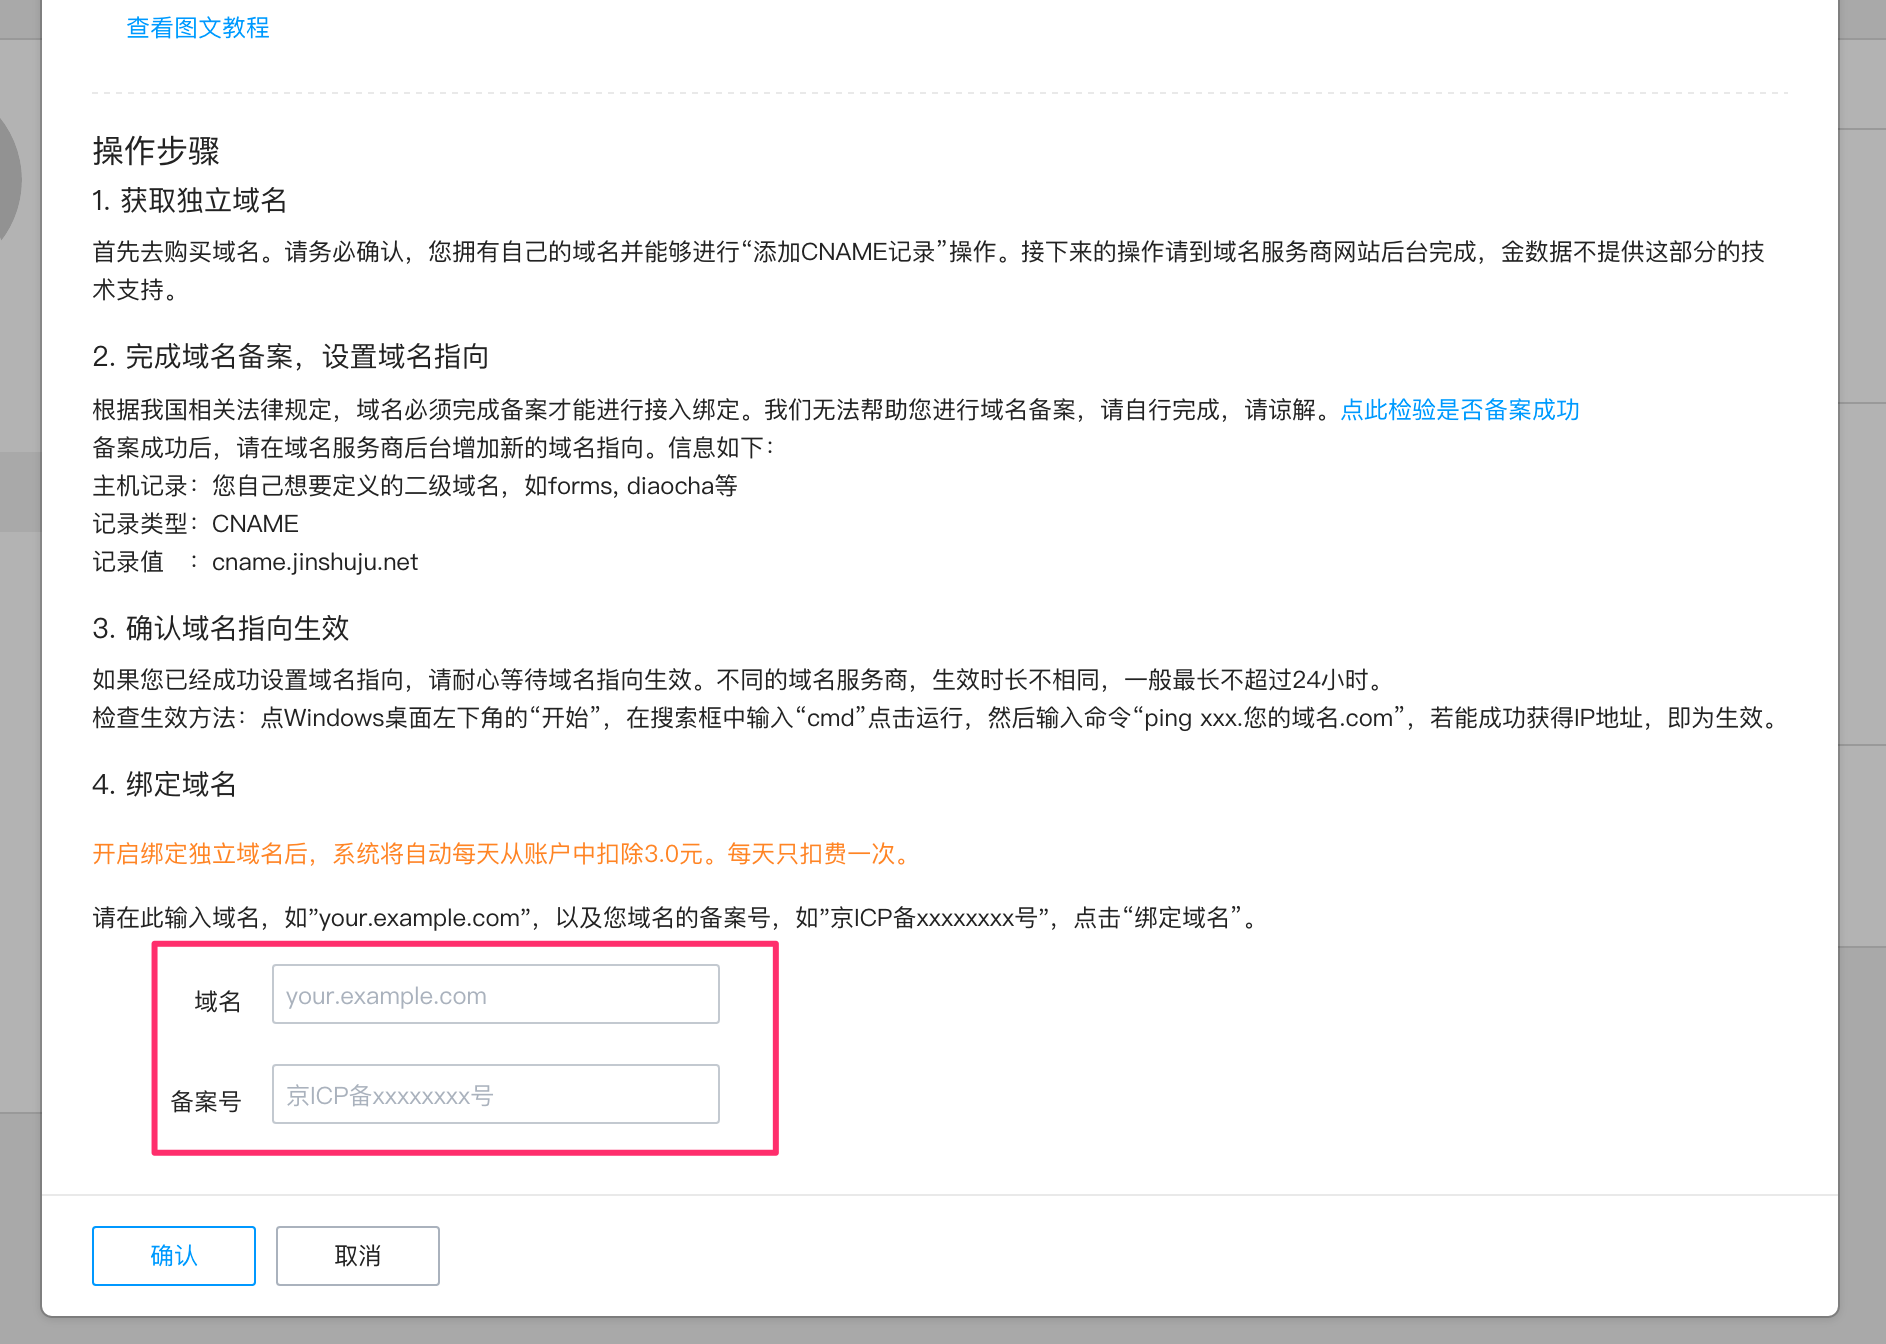 查看图文教程
操作步骤
1. 获取独立域名
首先去购买域名。请务必确认，您拥有自己的域名并能够进行“添加CNAME记录”操作。接下来的操作请到域名服务商网站后台完成，金数据不提供这部分的技
术支持。
2. 完成域名备案，设置域名指向
根据我国相关法律规定，域名必须完成备案才能进行接入绑定。我们无法帮助您进行域名备案，请自行完成，请谅解。点此检验是否备案成功
备案成功后，请在域名服务商后台增加新的域名指向。信息如下：
主机记录：您自己想要定义的二级域名，如forms, diaocha等
记录类型：CNAME
记录值　：cname.jinshuju.net
3. 确认域名指向生效
如果您已经成功设置域名指向，请耐心等待域名指向生效。不同的域名服务商，生效时长不相同，一般最长不超过24小时。
检查生效方法：点Windows桌面左下角的“开始”，在搜索框中输入“cmd”点击运行，然后输入命令“ping xxx.您的域名.com”，若能成功获得IP地址，即为生效。
4. 绑定域名
开启绑定独立域名后，系统将自动每天从账户中扣除3.0元。每天只扣费一次。
请在此输入域名，如”your.example.com”，以及您域名的备案号，如”京ICP备xxxxxxxx号”，点击“绑定域名”。
域名 your.example.com
备案号 京ICP备xxxxxxxx号
确认 取消